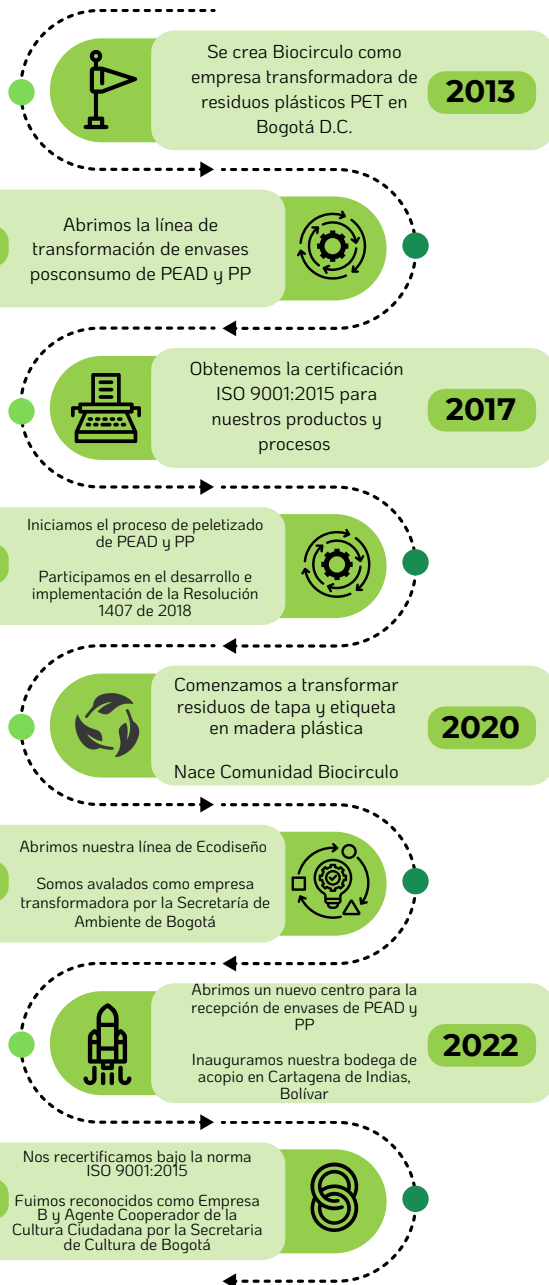 Se crea Biocirculo como
empresa transformadora de
residuos plásticos PET en
Bogotá D.C.
2013
Abrimos la línea de
transformación de envases
posconsumo de PEAD y PP
Obtenemos la certificación
ISO 9001:2015 para
nuestros productos y
procesos
2017
Iniciamos el proceso de peletizado
de PEAD y PP
Participamos en el desarrollo e
implementación de la Resolución
1407 de 2018
Comenzamos a transformar
residuos de tapa y etiqueta
en madera plástica
Nace Comunidad Biocirculo
2020
Abrimos nuestra línea de Ecodiseño
Somos avalados como empresa
transformadora por la Secretaría de
Ambiente de Bogotá
Abrimos un nuevo centro para la
recepción de envases de PEAD y
PP
Inauguramos nuestra bodega de
acopio en Cartagena de Indias,
Bolívar
2022
Nos recertificamos bajo la norma
ISO 9001:2015
Fuimos reconocidos como Empresa
B y Agente Cooperador de la
Cultura Ciudadana por la Secretaria
de Cultura de Bogotá